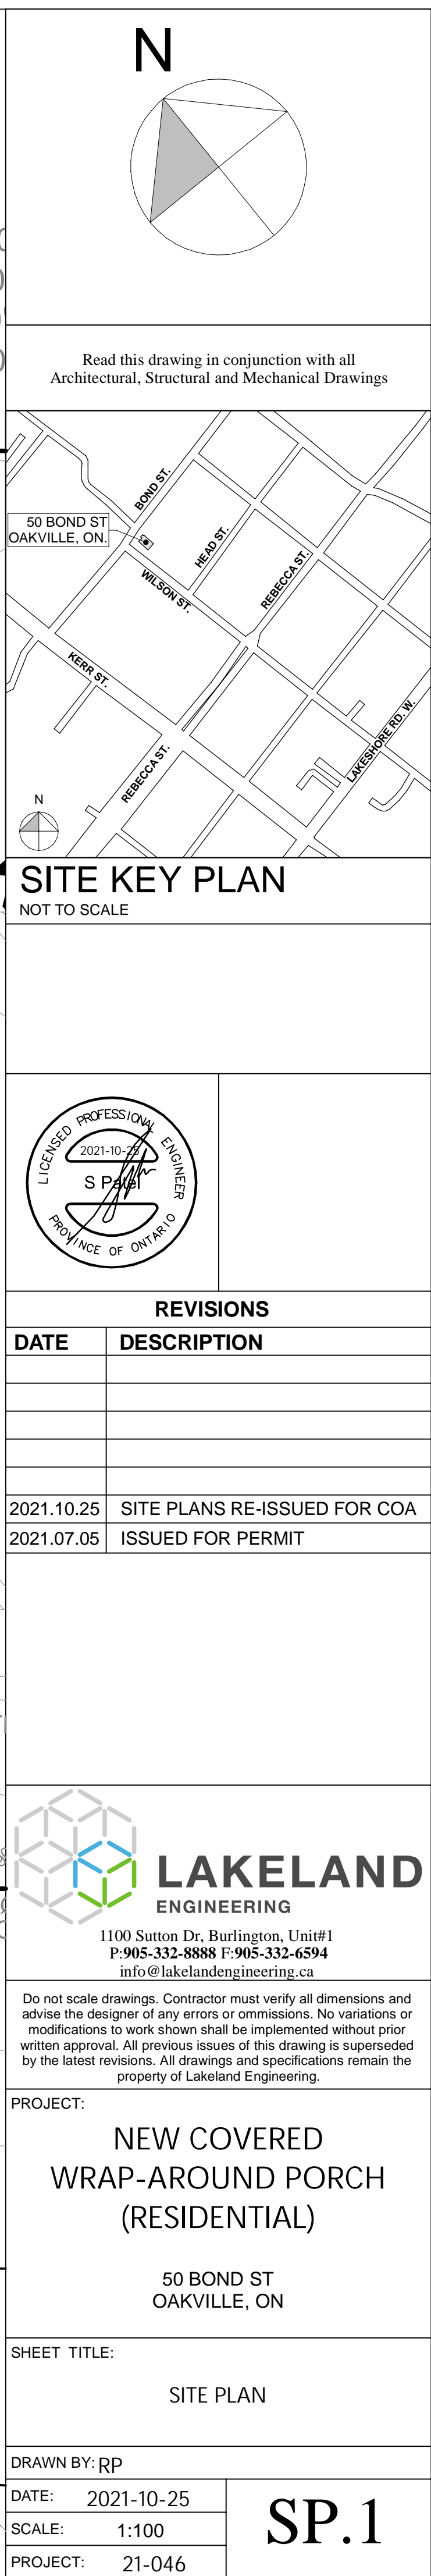 N
Read this drawing in conjunction with all
Architectural, Structural and Mechanical Drawings
BOND ST.
50 BOND ST
OAKVILLE, ON.
HEAD ST.
WILSON ST.
REBECCA ST.
KERR ST.
LAKESHORE RD. W.
REBECCA ST.
N
SITE KEY PLAN
NOT TO SCALE
LICENSED PROFESSIONAL ENGINEER
2021-10-25
S Patel
PROVINCE OF ONTARIO
REVISIONS
DATE DESCRIPTION
2021.10.25 SITE PLANS RE-ISSUED FOR COA
2021.07.05 ISSUED FOR PERMIT
LAKELAND
ENGINEERING
1100 Sutton Dr, Burlington, Unit#1
P:905-332-8888 F:905-332-6594
info@lakelandengineering.ca
Do not scale drawings. Contractor must verify all dimensions and
advise the designer of any errors or ommissions. No variations or
modifications to work shown shall be implemented without prior
written approval. All previous issues of this drawing is superseded
by the latest revisions. All drawings and specifications remain the
property of Lakeland Engineering.
PROJECT:
NEW COVERED
WRAP-AROUND PORCH
(RESIDENTIAL)
50 BOND ST
OAKVILLE, ON
SHEET TITLE:
SITE PLAN
DRAWN BY: RP
DATE: 2021-10-25
SCALE: 1:100
PROJECT: 21-046
SP.1